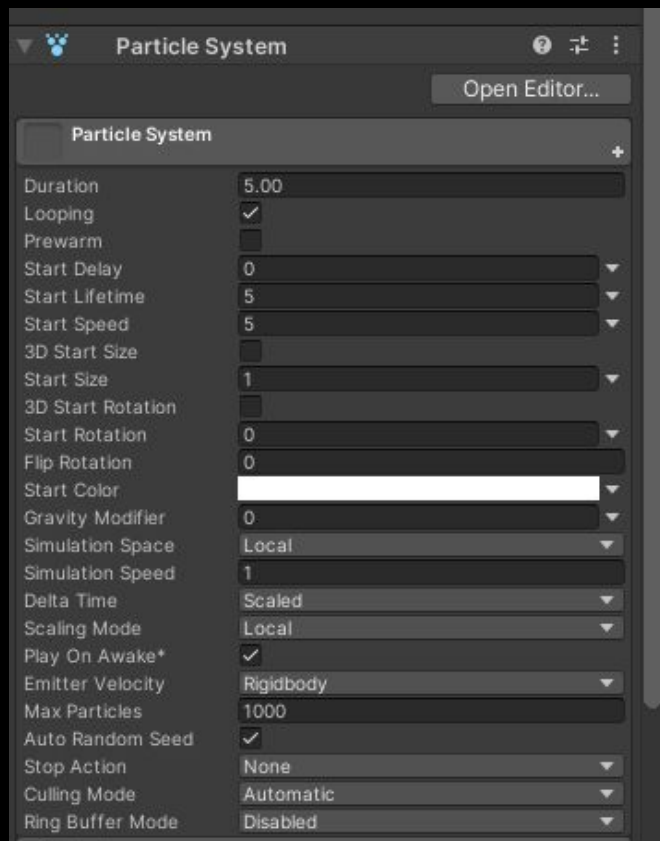 Particle System
Open Editor...
Particle System
Duration 5.00
Looping
Prewarm
Start Delay 0
Start Lifetime 5
Start Speed 5
3D Start Size
Start Size 1
3D Start Rotation
Start Rotation 0
Flip Rotation 0
Start Color
Gravity Modifier 0
Simulation Space Local
Simulation Speed 1
Delta Time Scaled
Scaling Mode Local
Play On Awake*
Emitter Velocity Rigidbody
Max Particles 1000
Auto Random Seed
Stop Action None
Culling Mode Automatic
Ring Buffer Mode Disabled